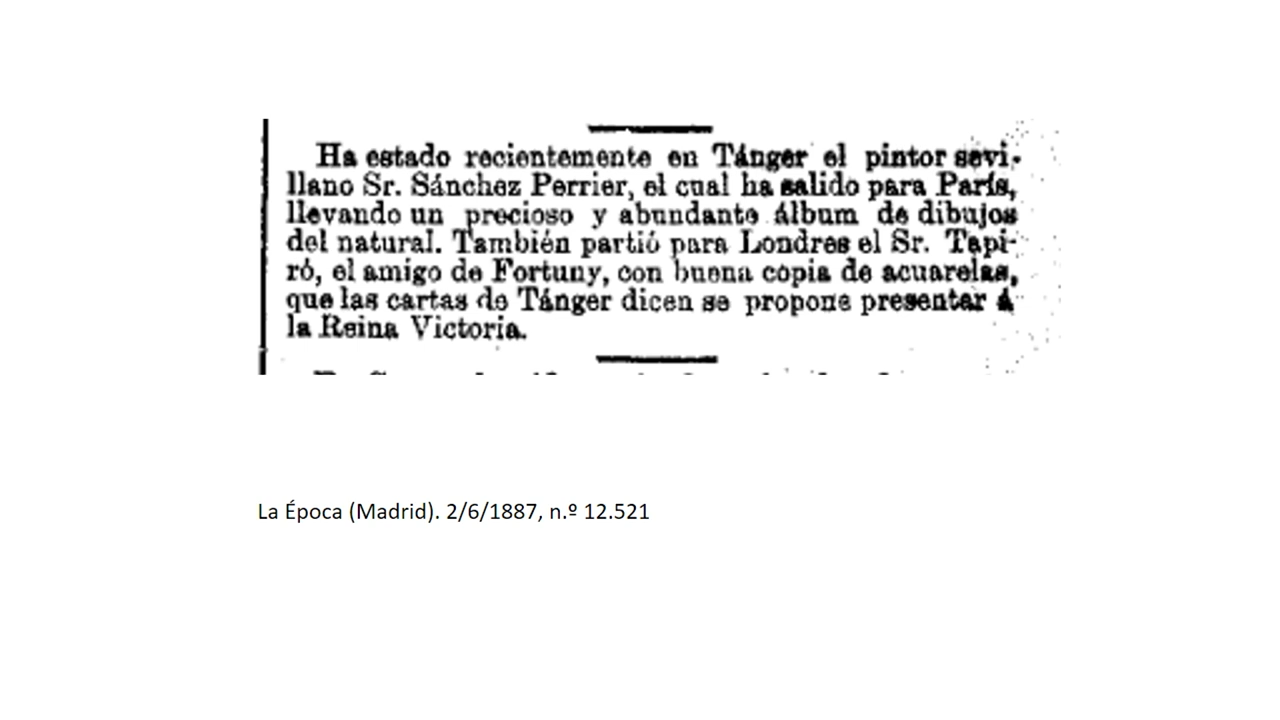 Ha estado recientemente en Tánger el pintor sevi-
llano Sr. Sánchez Perrier, el cual ha salido para París,
llevando un precioso y abundante álbum de dibujos
del natural. También partió para Londres el Sr. Tapi-
ró, el amigo de Fortuny, con buena copia de acuarelas,
que las cartas de Tánger dicen se propone presentar á
la Reina Victoria.
La Época (Madrid). 2/6/1887, n.º 12.521